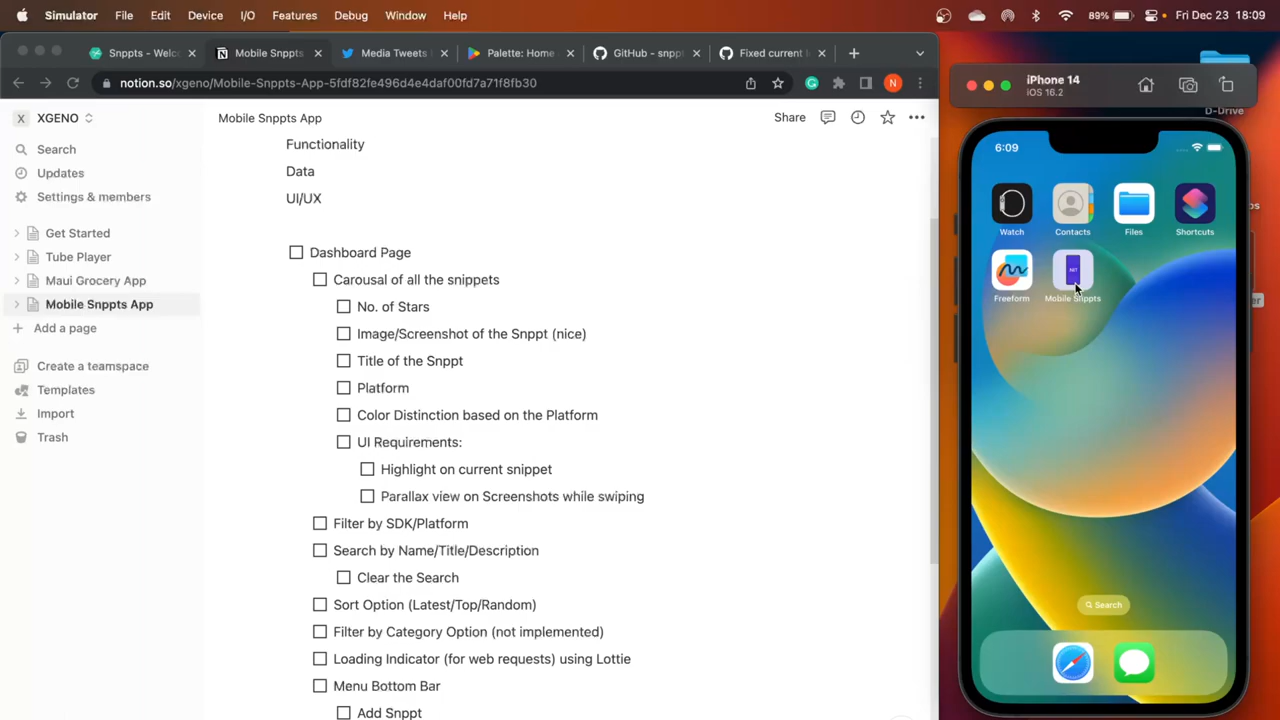 Simulator File Edit Device I/O Features Debug Window Help 89% Fri Dec 23 18:09
Snppts - Welc Mobile Snppts Media Tweets Palette: Home GitHub - snppt Fixed current
notion.so/xgeno/Mobile-Snppts-App-5fdf82fe496d4e4daf00fd7a71f8fb30 N
X XGENO
Mobile Snppts App
Share
Search
Updates
Settings & members
Get Started
Tube Player
Maui Grocery App
Mobile Snppts App
Add a page
Create a teamspace
Templates
Import
Trash
Functionality
Data
UI/UX
Dashboard Page
Carousal of all the snippets
No. of Stars
Image/Screenshot of the Snppt (nice)
Title of the Snppt
Platform
Color Distinction based on the Platform
UI Requirements:
Highlight on current snippet
Parallax view on Screenshots while swiping
Filter by SDK/Platform
Search by Name/Title/Description
Clear the Search
Sort Option (Latest/Top/Random)
Filter by Category Option (not implemented)
Loading Indicator (for web requests) using Lottie
Menu Bottom Bar
Add Snppt
iPhone 14
iOS 16.2
D-Drive
6:09
Watch Contacts Files Shortcuts
.NET
Freeform Mobile Snppts
Search